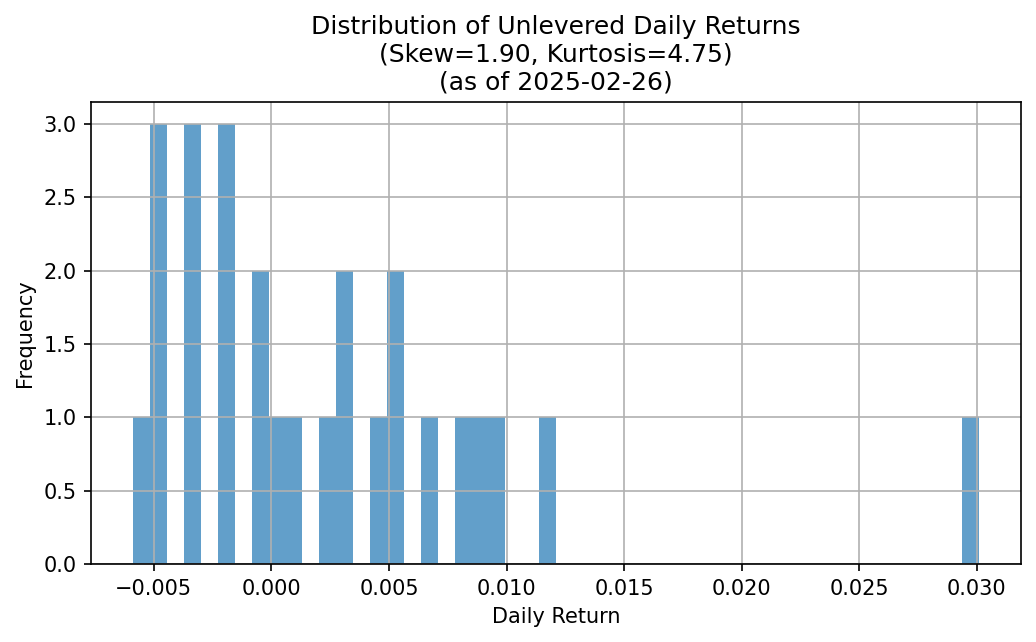 Distribution of Unlevered Daily Returns
(Skew=1.90, Kurtosis=4.75)
(as of 2025-02-26)
3.0
2.5
2.0
1.5
1.0
0.5
0.0
Frequency
−0.005 0.000 0.005 0.010 0.015 0.020 0.025 0.030
Daily Return